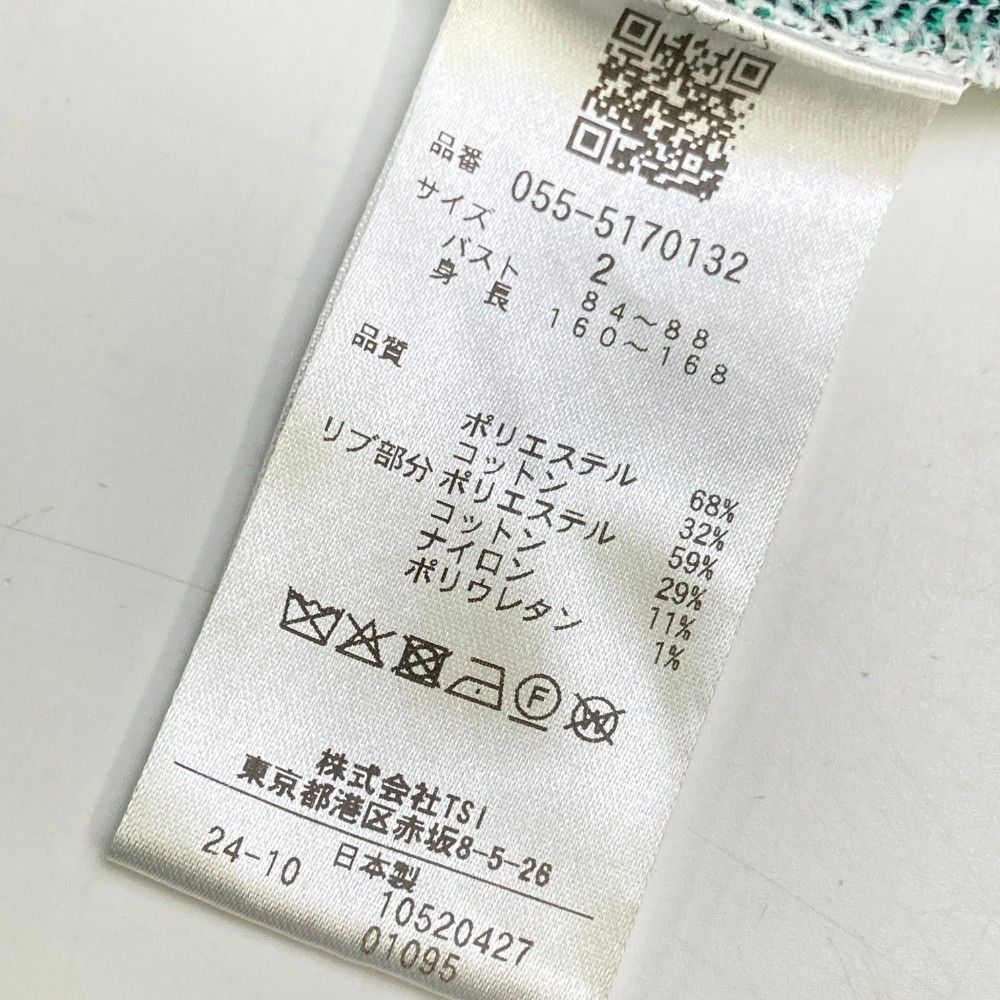 品番 055-5170132
サイズ 2
バスト 84～88
身長 160～168
品質
ポリエステル 68%
コットン 32%
リブ部分 ポリエステル 59%
コットン 29%
ナイロン 11%
ポリウレタン 1%
F
W
株式会社TSI
東京都港区赤坂8-5-26
24-10 日本製
10520427
01095